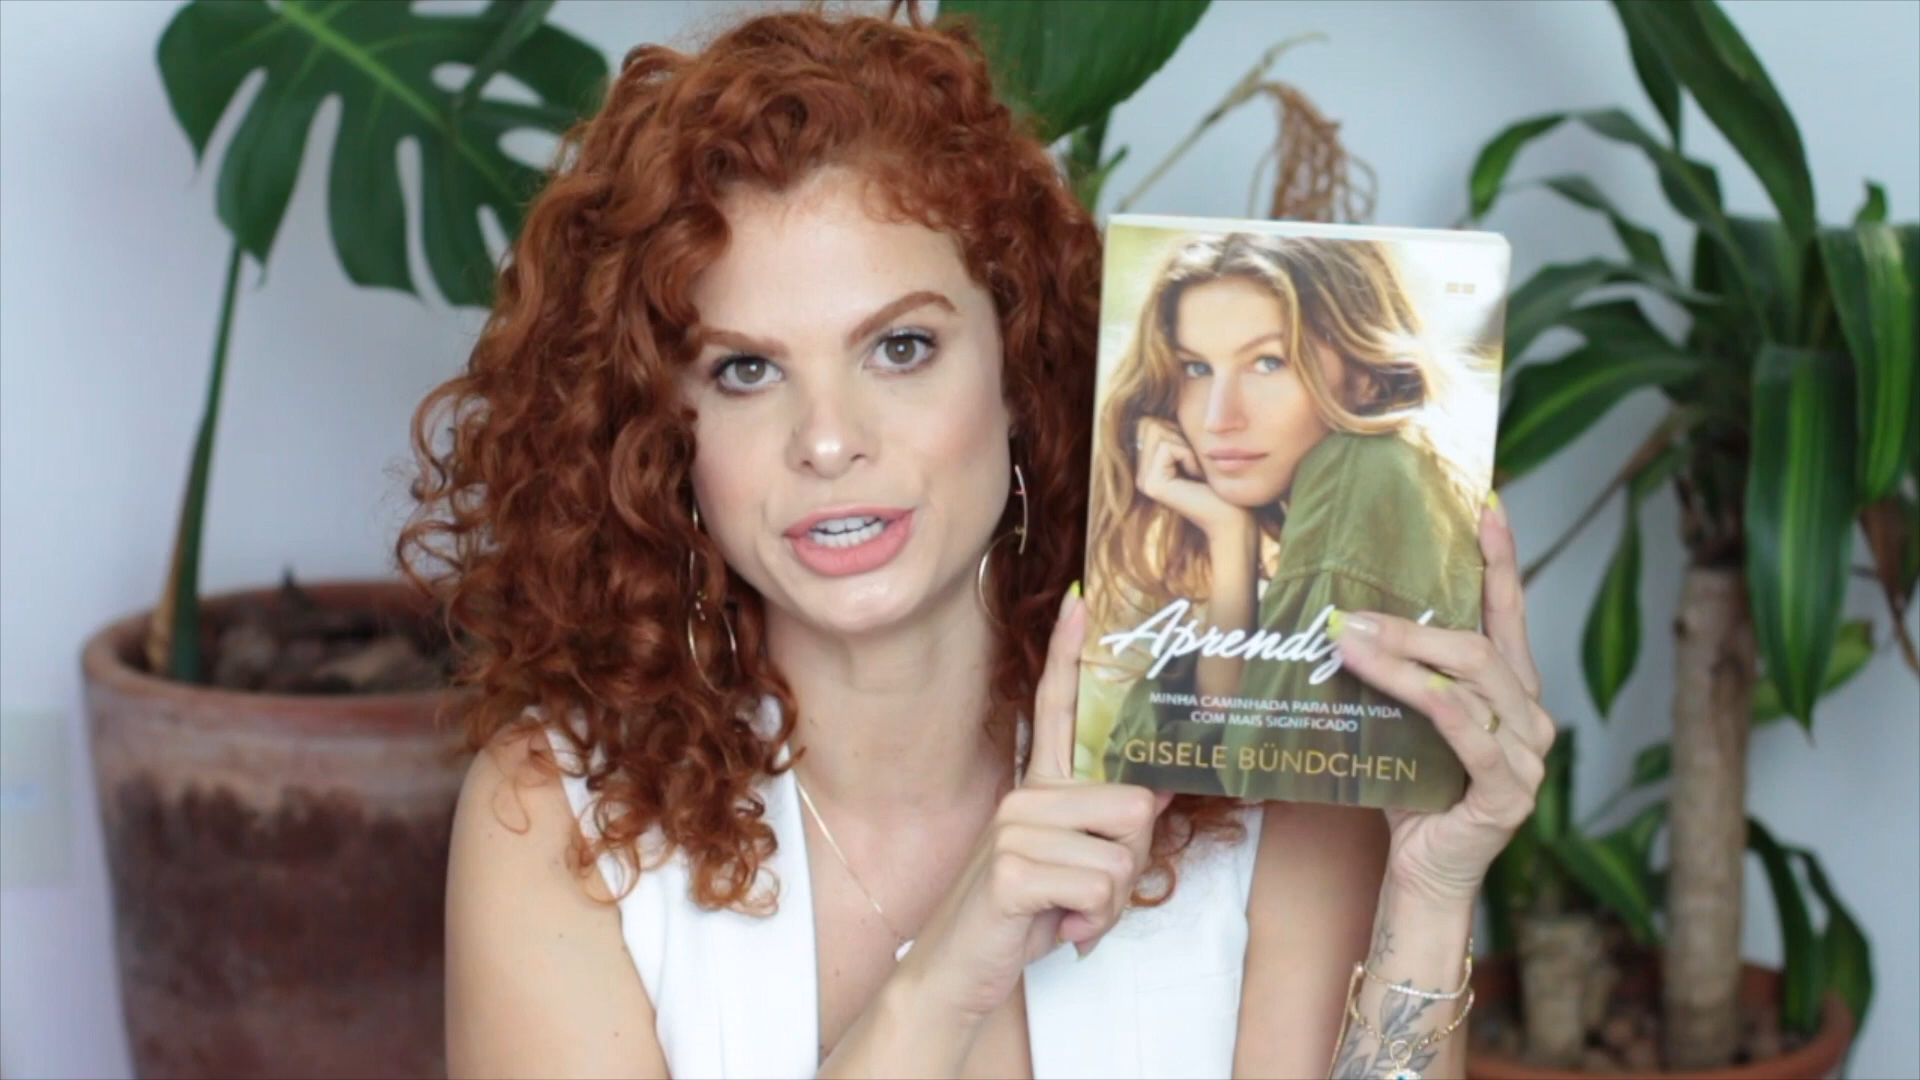 MINHA CAMINHADA PARA UMA VIDA
COM MAIS SIGNIFICADO
GISELE BÜNDCHEN